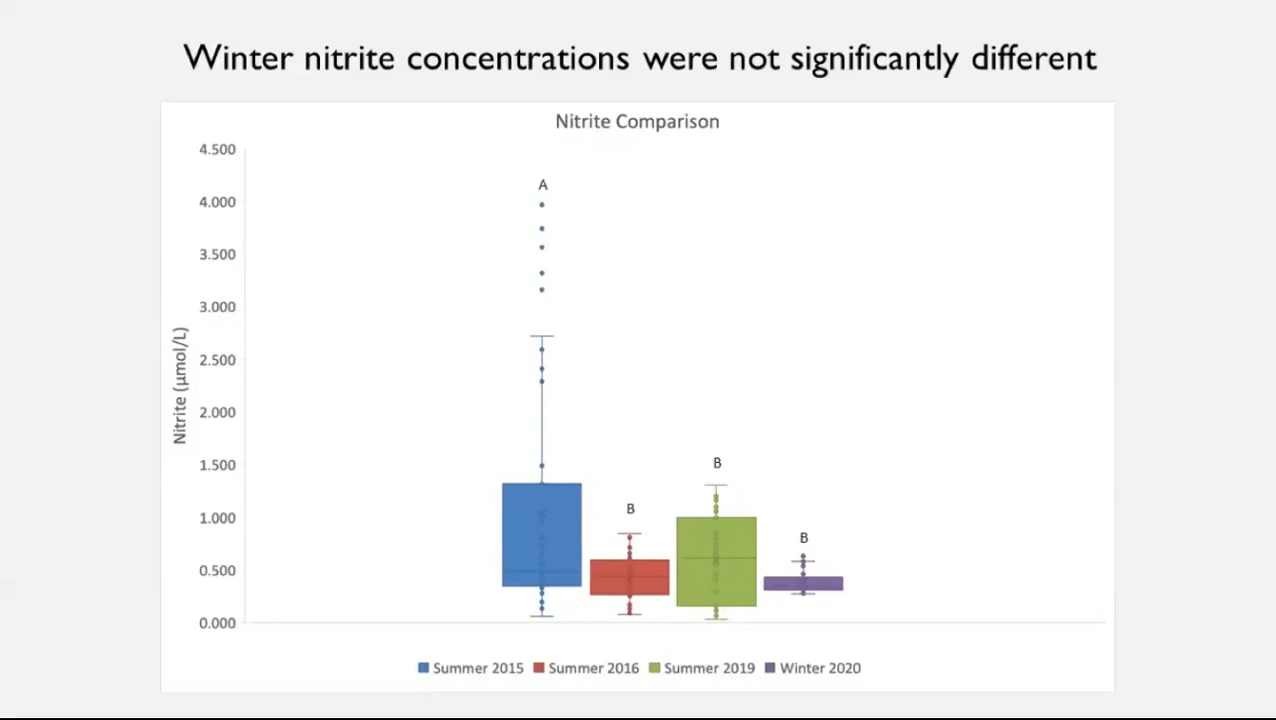 Winter nitrite concentrations were not significantly different
Nitrite Comparison
4.500
4.000
3.500
3.000
2.500
2.000
1.500
1.000
0.500
0.000
Nitrite (µmol/L)
A
B
B
B
Summer 2015 Summer 2016 Summer 2019 Winter 2020